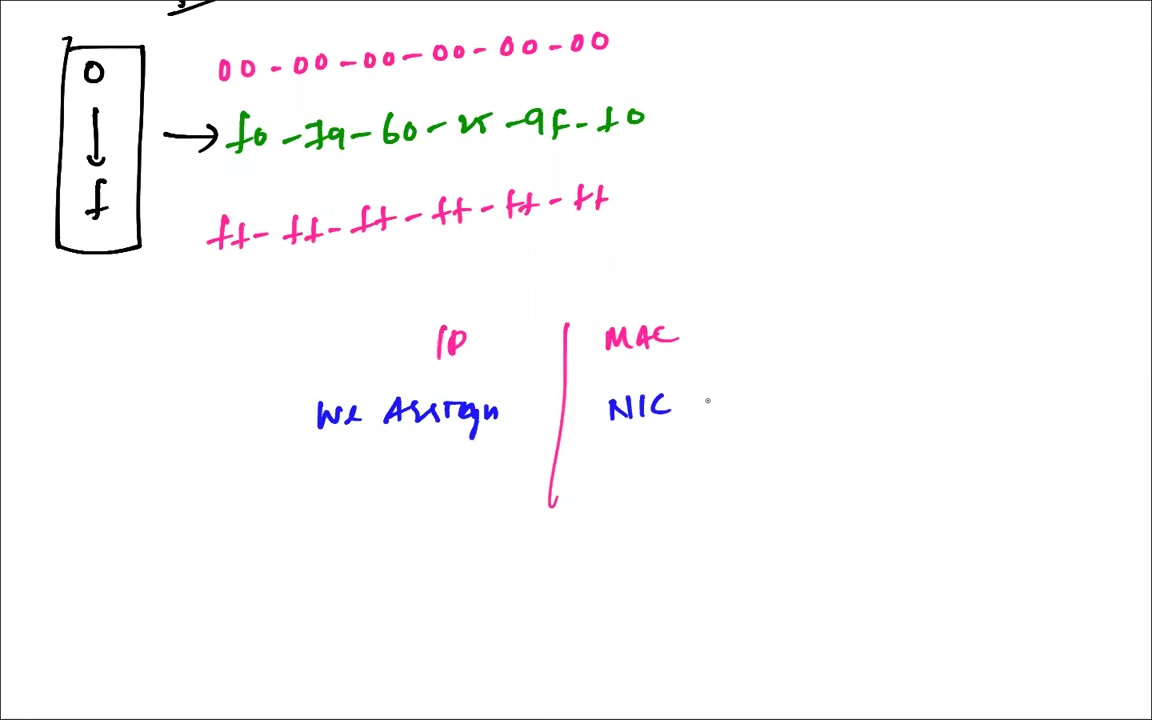 0
f
00 - 00 - 00 - 00 - 00 - 00
f0 - 79 - 60 - 25 - 9f - f0
ff - ff - ff - ff - ff - ff
IP MAC
We Assign NIC